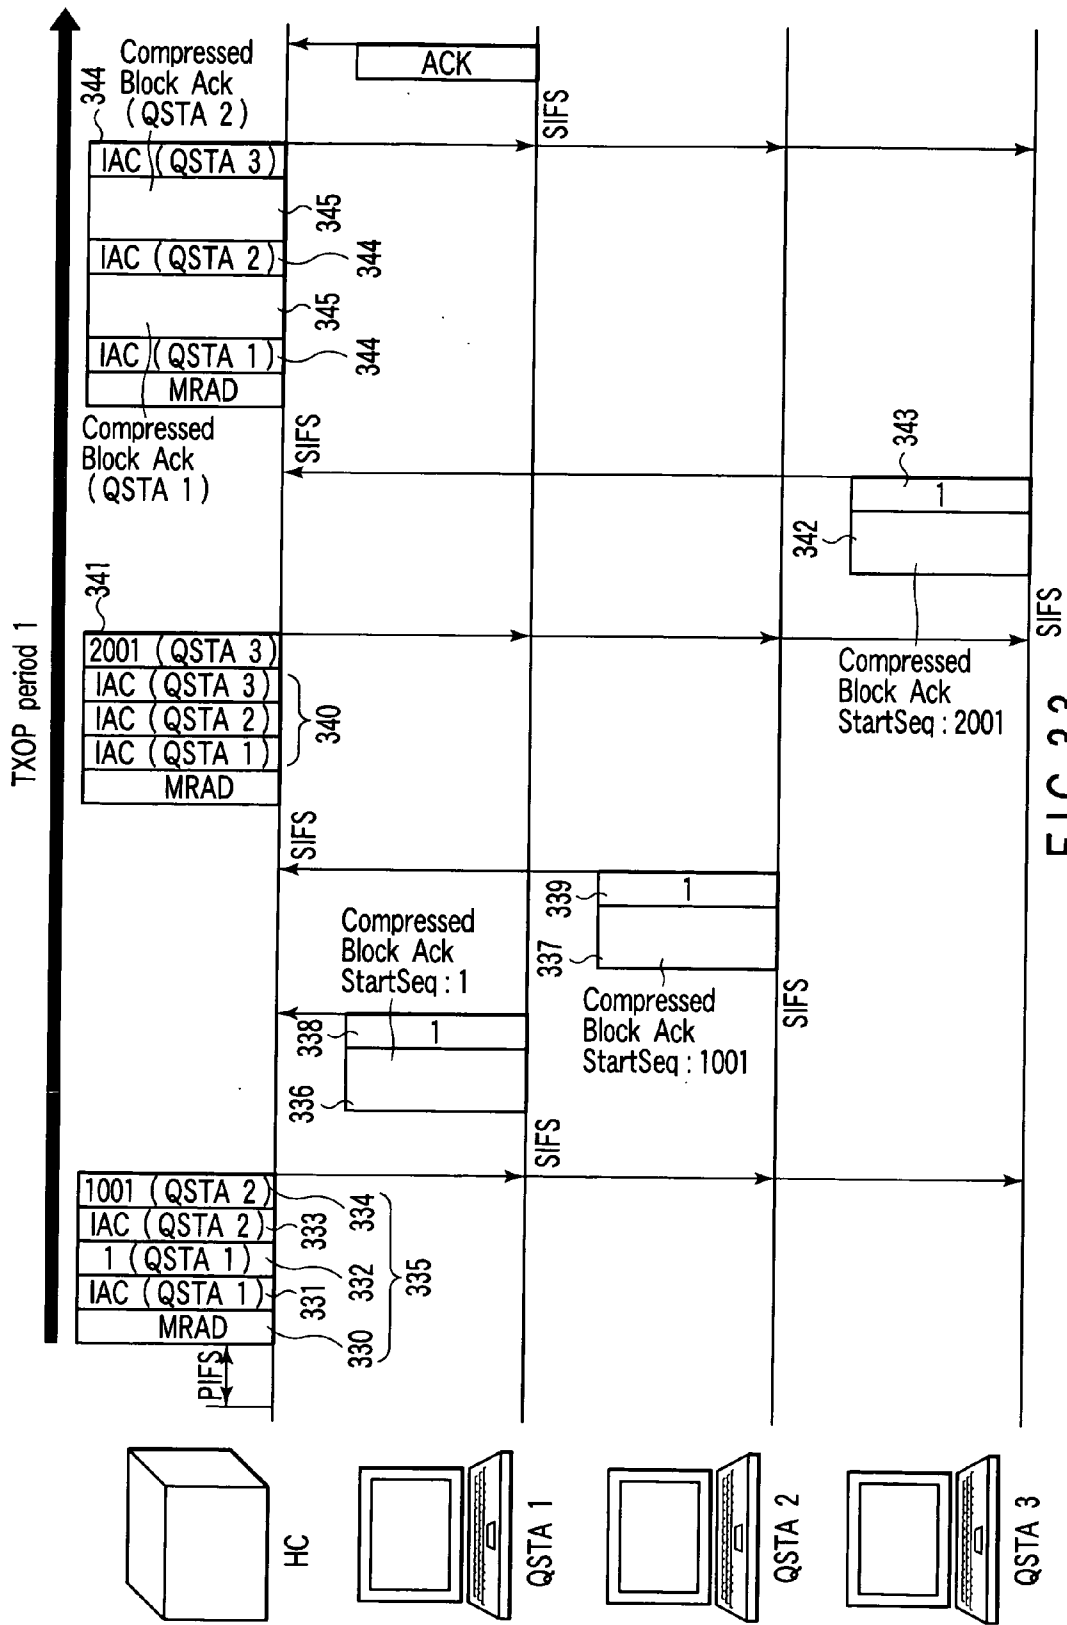 TXOP period 1
PIFS
MRAD
IAC (QSTA 1)
1 (QSTA 1)
IAC (QSTA 2)
1001 (QSTA 2)
330
331
332
333
334
335
SIFS
336
338
1
Compressed
Block Ack
StartSeq : 1
SIFS
337
339
1
Compressed
Block Ack
StartSeq : 1001
SIFS
MRAD
IAC (QSTA 1)
IAC (QSTA 2)
IAC (QSTA 3)
2001 (QSTA 3)
340
341
SIFS
342
343
1
Compressed
Block Ack
StartSeq : 2001
SIFS
MRAD
IAC (QSTA 1)
IAC (QSTA 2)
IAC (QSTA 3)
344
345
344
345
344
Compressed
Block Ack
(QSTA 1)
Compressed
Block Ack
(QSTA 2)
SIFS
ACK
HC
QSTA 1
QSTA 2
QSTA 3